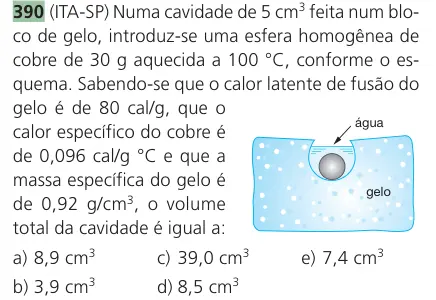 390 (ITA-SP) Numa cavidade de 5 cm³ feita num blo-
co de gelo, introduz-se uma esfera homogênea de
cobre de 30 g aquecida a 100 °C, conforme o es-
quema. Sabendo-se que o calor latente de fusão do
gelo é de 80 cal/g, que o
calor específico do cobre é
de 0,096 cal/g °C e que a
massa específica do gelo é
de 0,92 g/cm³, o volume
total da cavidade é igual a:
água
gelo
a) 8,9 cm³ c) 39,0 cm³ e) 7,4 cm³
b) 3,9 cm³ d) 8,5 cm³